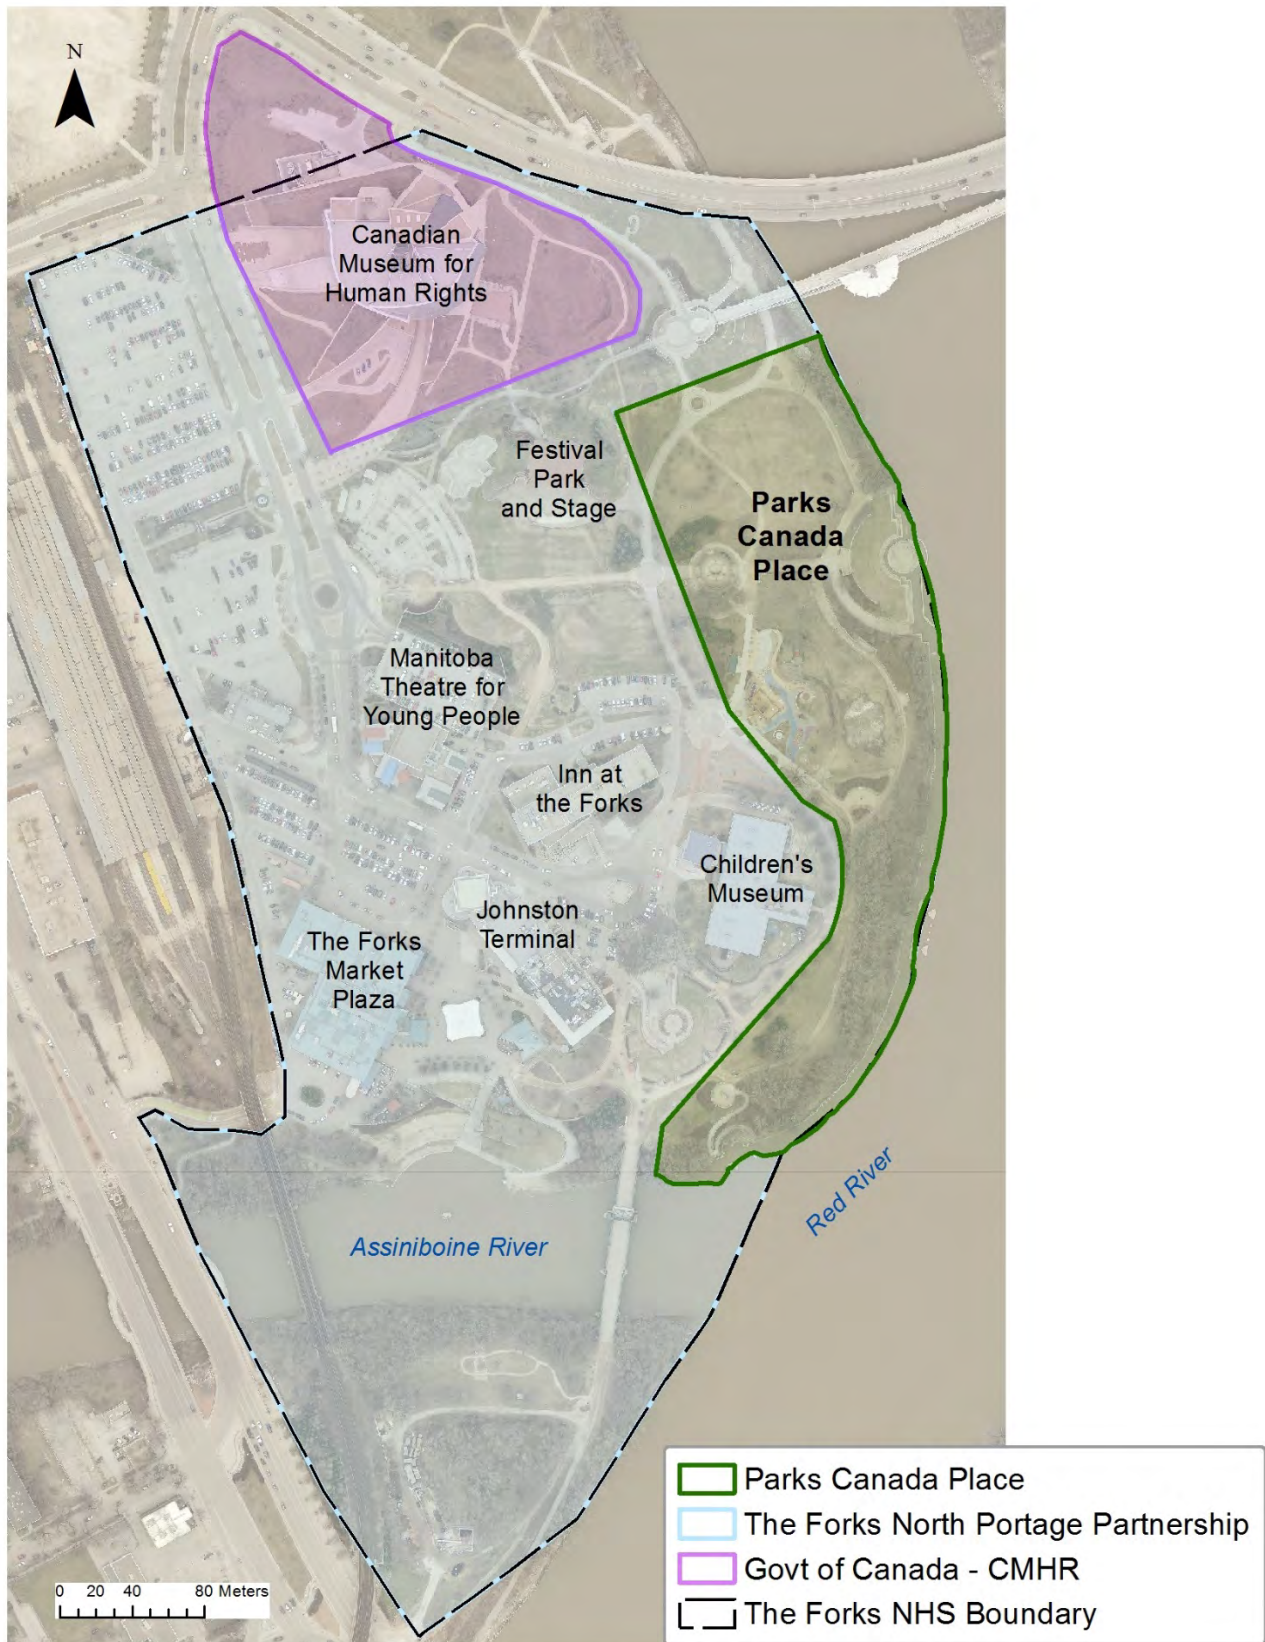 N
Canadian
Museum for
Human Rights
Festival
Park
and Stage
Parks
Canada
Place
Manitoba
Theatre for
Young People
Inn at
the Forks
Children's
Museum
Johnston
Terminal
The Forks
Market
Plaza
Assiniboine River
Red River
Parks Canada Place
The Forks North Portage Partnership
Govt of Canada - CMHR
The Forks NHS Boundary
0 20 40 80 Meters